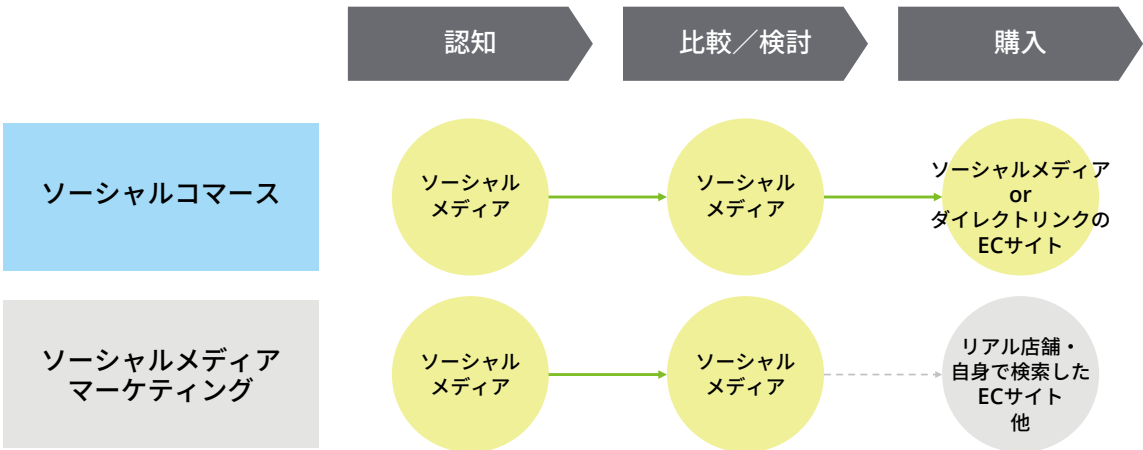 認知
比較／検討
購入
ソーシャルコマース
ソーシャル
メディア
ソーシャル
メディア
ソーシャルメディア
or
ダイレクトリンクの
ECサイト
ソーシャルメディア
マーケティング
ソーシャル
メディア
ソーシャル
メディア
リアル店舗・
自身で検索した
ECサイト
他